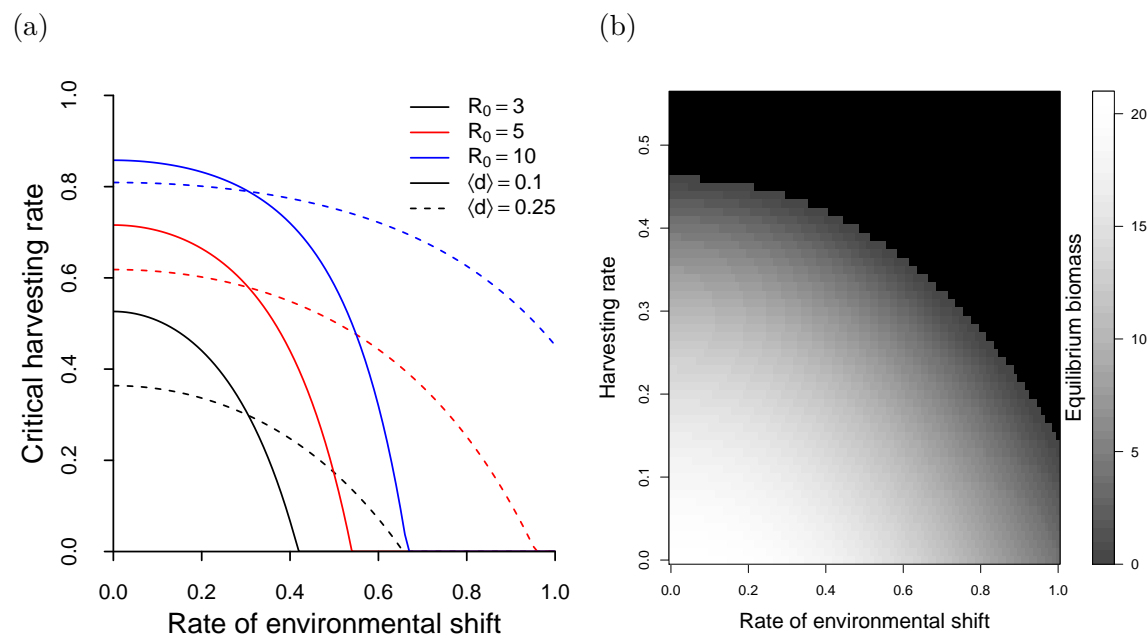 (a)
Critical harvesting rate
1.0
0.8
0.6
0.4
0.2
0.0
R₀ = 3
R₀ = 5
R₀ = 10
⟨d⟩ = 0.1
⟨d⟩ = 0.25
0.0 0.2 0.4 0.6 0.8 1.0
Rate of environmental shift
(b)
Harvesting rate
0.5
0.4
0.3
0.2
0.1
0.0
0.0 0.2 0.4 0.6 0.8 1.0
Rate of environmental shift
Equilibrium biomass
20
15
10
5
0